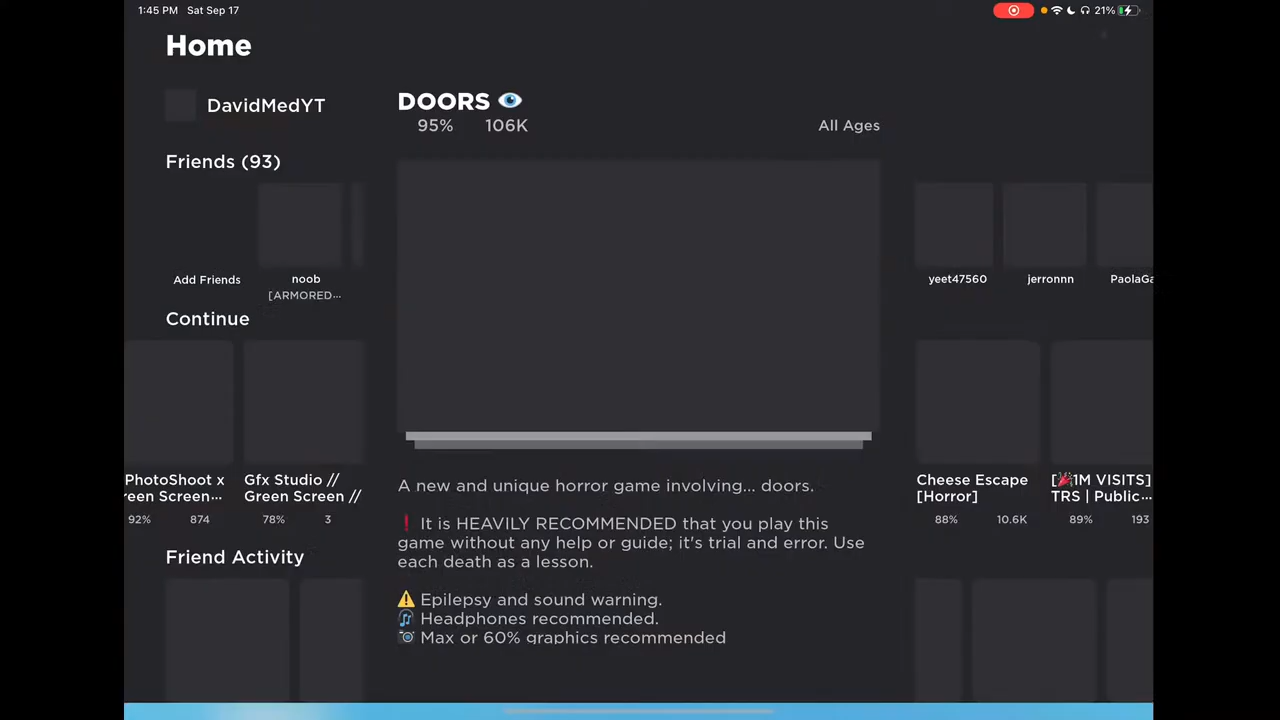 1:45 PM Sat Sep 17
21%
Home
DavidMedYT
DOORS 👁️
95% 106K
All Ages
Friends (93)
Add Friends
noob
[ARMORED...
yeet47560
jerronnn
PaolaGa
Continue
PhotoShoot x
reen Screen...
92% 874
Gfx Studio //
Green Screen //
78% 3
Cheese Escape
[Horror]
88% 10.6K
[🎉1M VISITS]
TRS | Public...
89% 193
A new and unique horror game involving... doors.
❗ It is HEAVILY RECOMMENDED that you play this
game without any help or guide; it's trial and error. Use
each death as a lesson.
⚠️ Epilepsy and sound warning.
🎧 Headphones recommended.
📷 Max or 60% graphics recommended
Friend Activity